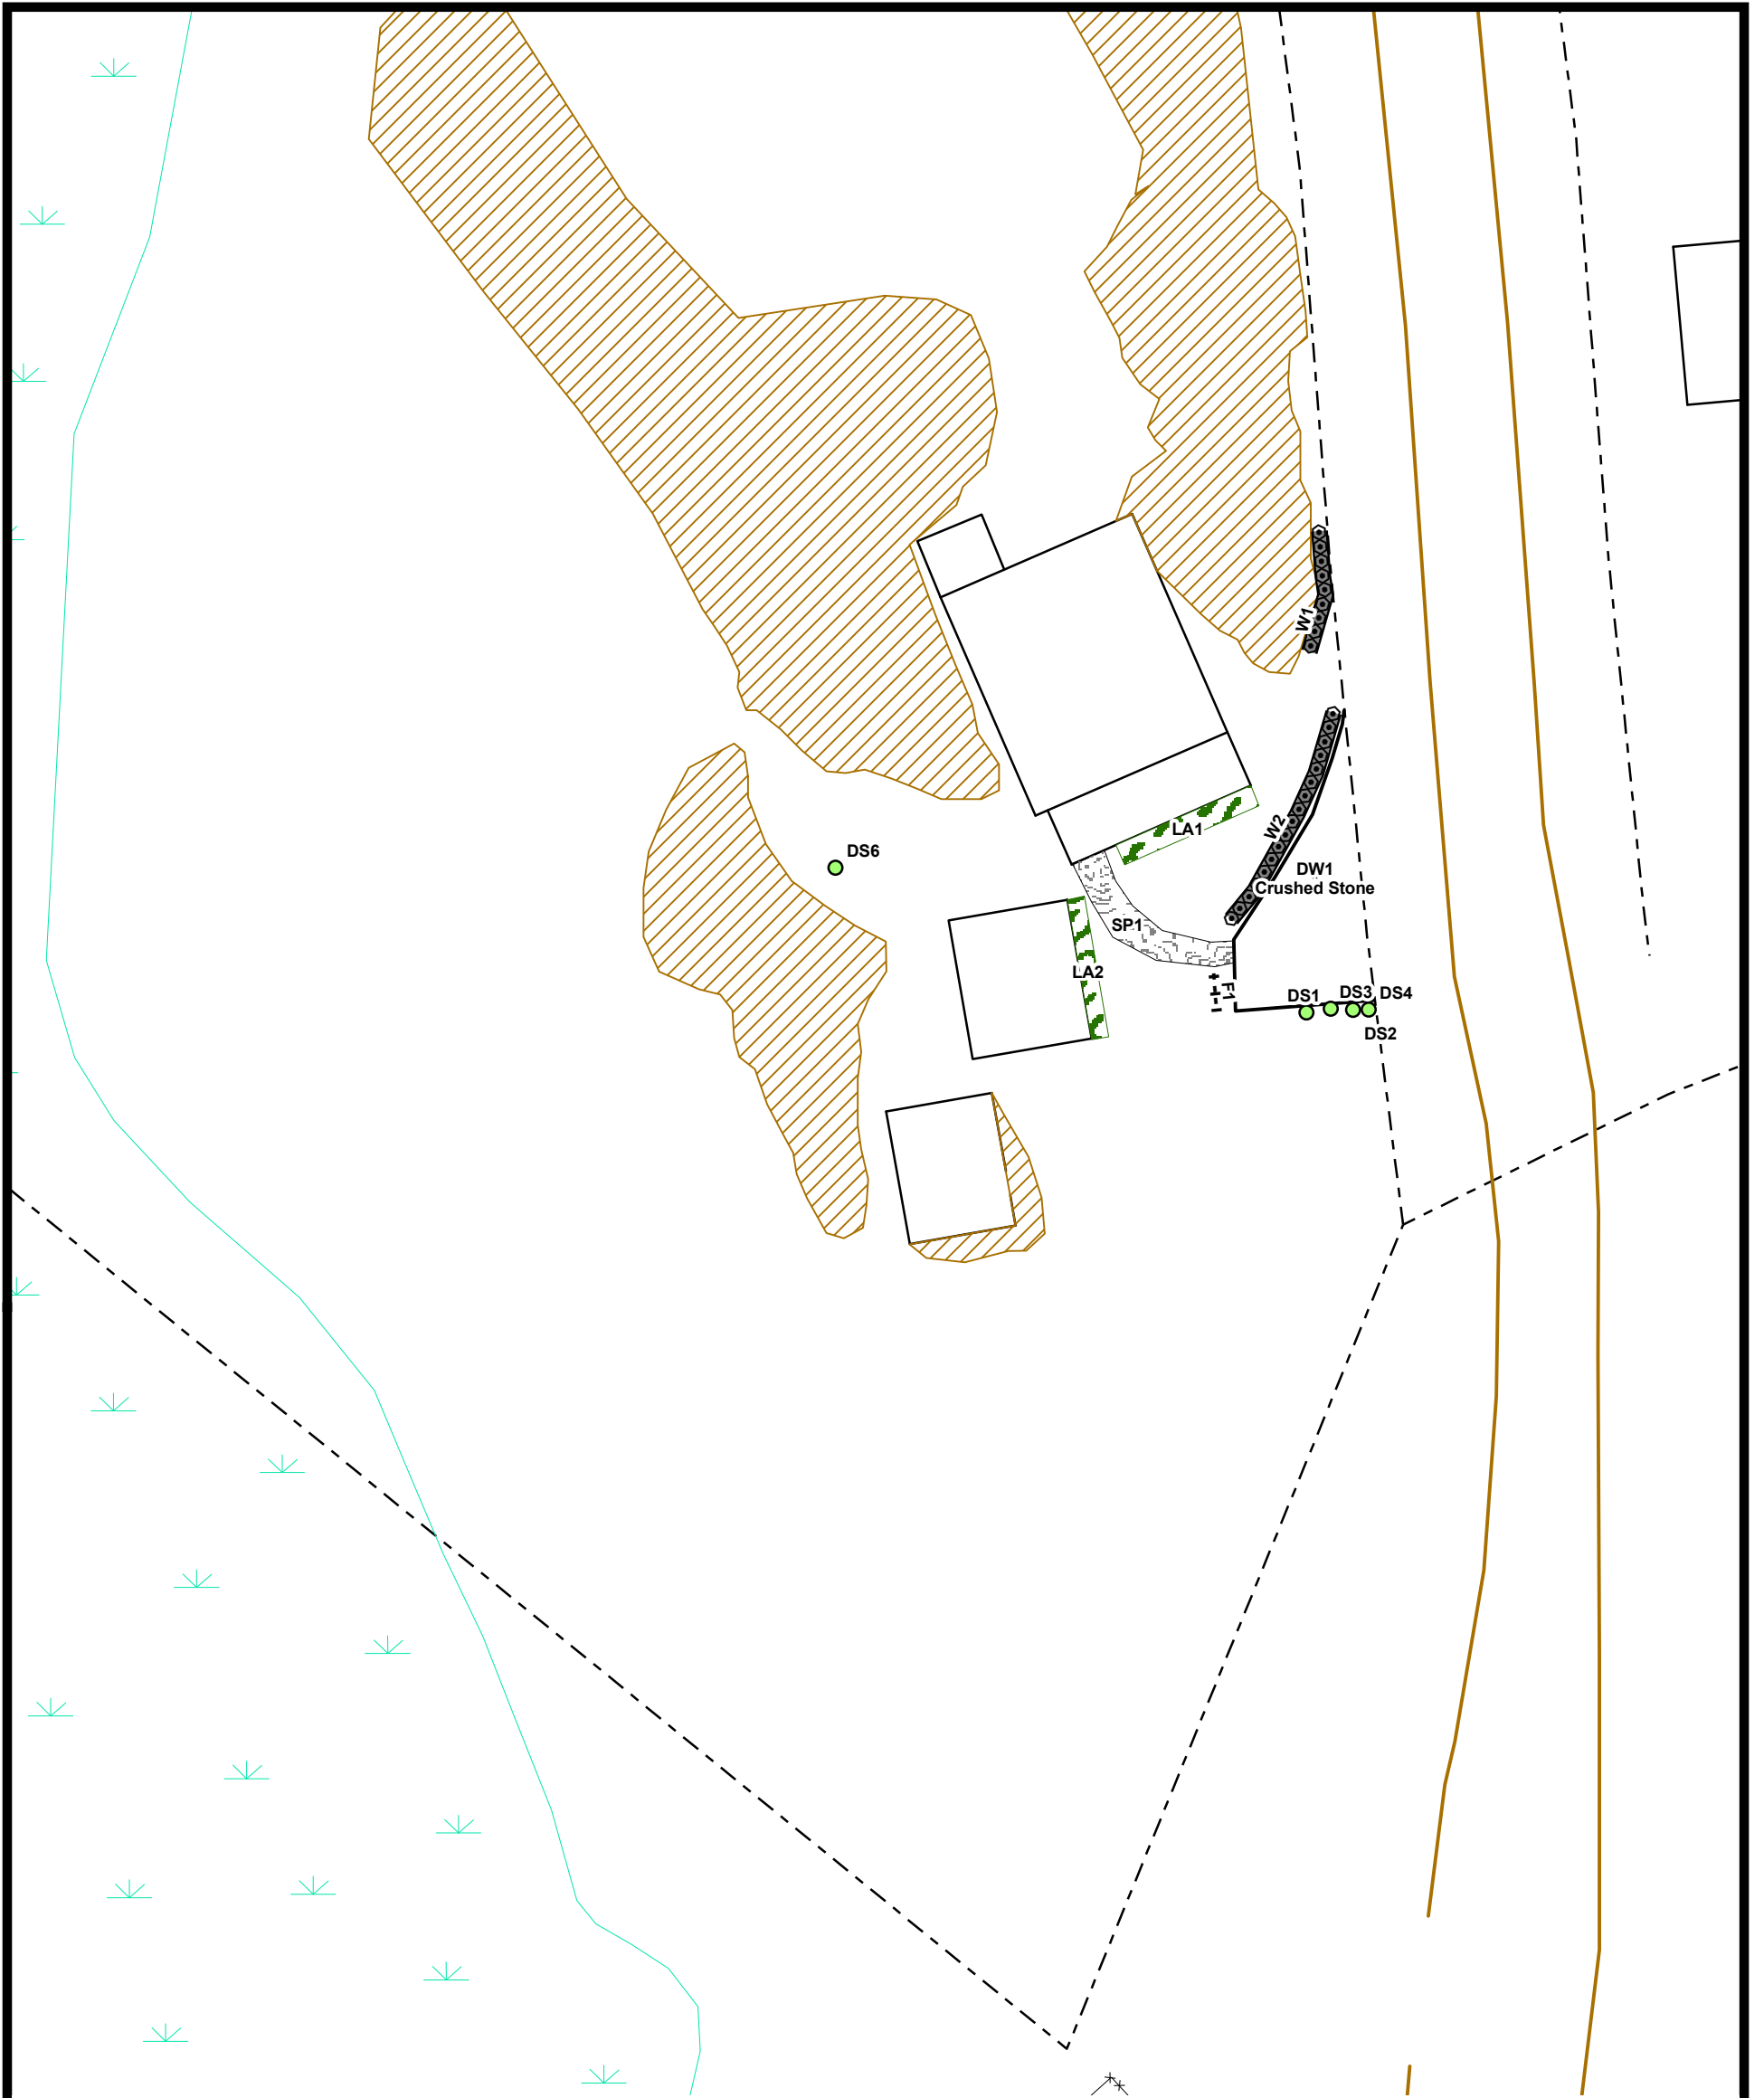 W1
W2
LA1
DS6
DW1
Crushed Stone
SP1
LA2
F1
DS1
DS3
DS4
DS2